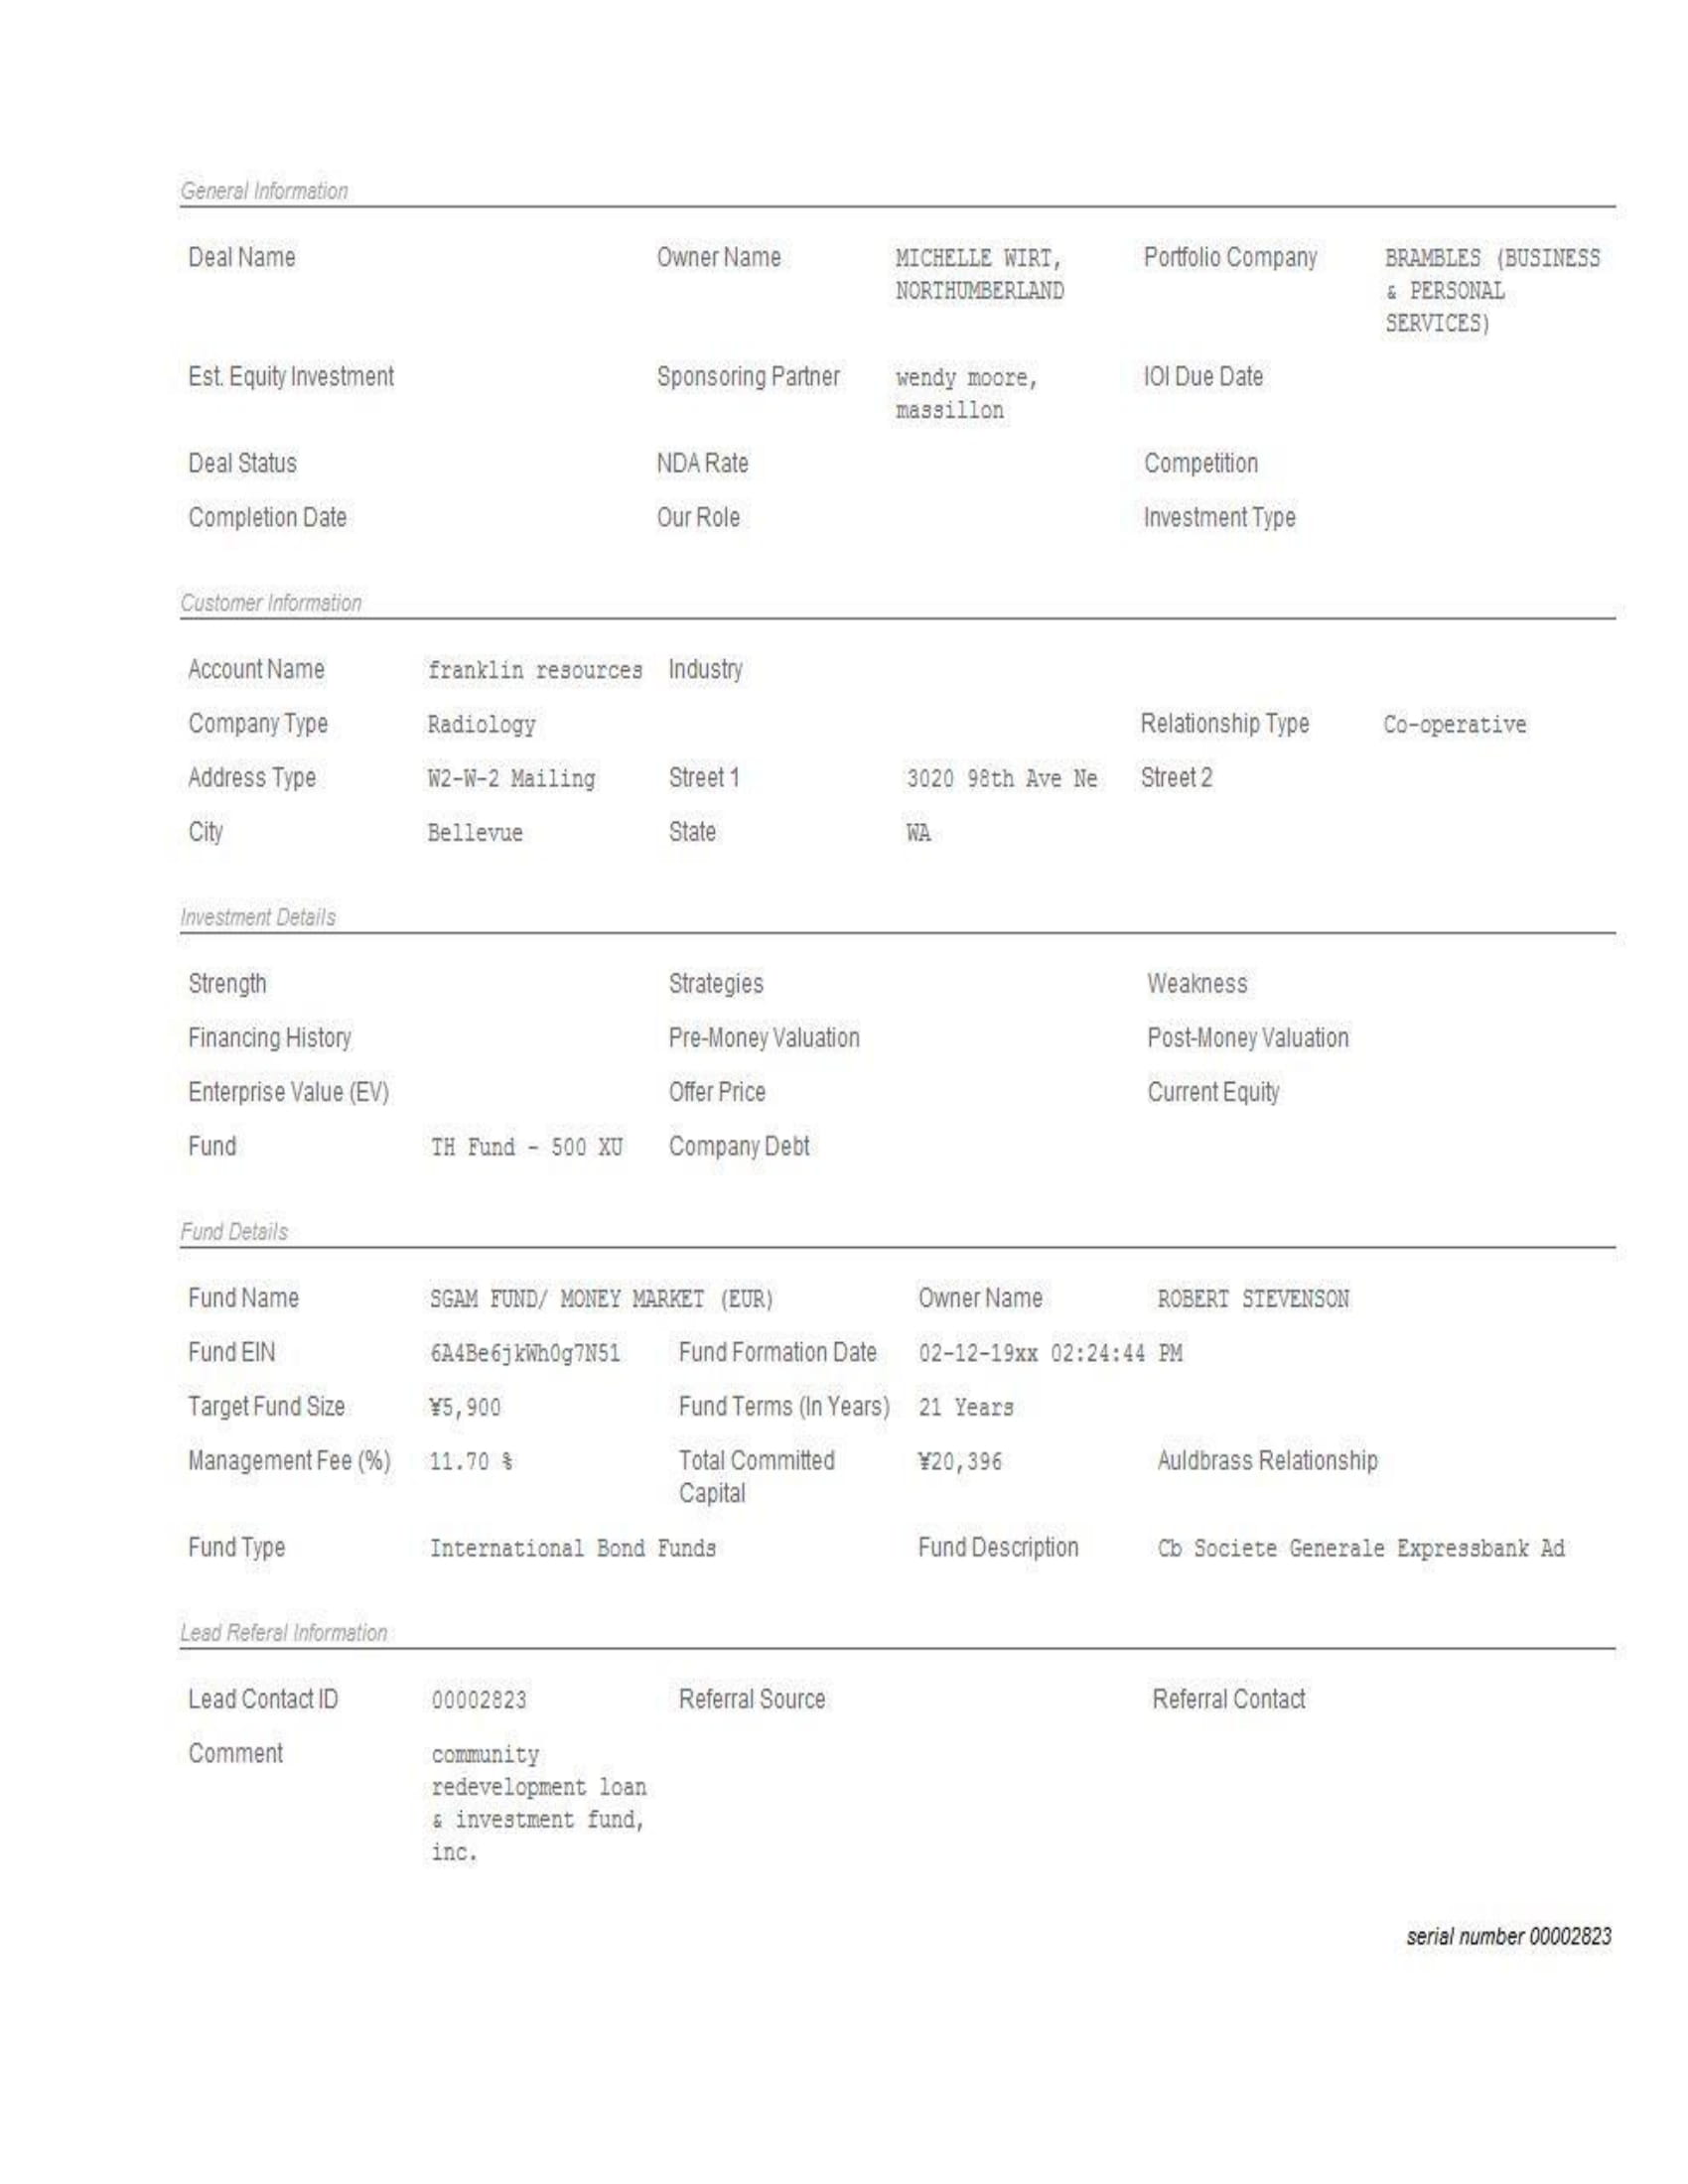 General Information
Deal Name Owner Name MICHELLE WIRT, Portfolio Company BRAMBLES (BUSINESS
NORTHUMBERLAND & PERSONAL
SERVICES)
Est. Equity Investment Sponsoring Partner wendy moore, IOI Due Date
massillon
Deal Status NDA Rate Competition
Completion Date Our Role Investment Type
Customer Information
Account Name franklin resources Industry
Company Type Radiology Relationship Type Co-operative
Address Type W2-W-2 Mailing Street 1 3020 98th Ave Ne Street 2
City Bellevue State WA
Investment Details
Strength Strategies Weakness
Financing History Pre-Money Valuation Post-Money Valuation
Enterprise Value (EV) Offer Price Current Equity
Fund TH Fund - 500 XU Company Debt
Fund Details
Fund Name SGAM FUND/ MONEY MARKET (EUR) Owner Name ROBERT STEVENSON
Fund EIN 6A4Be6jkWh0g7N51 Fund Formation Date 02-12-19xx 02:24:44 PM
Target Fund Size ¥5,900 Fund Terms (In Years) 21 Years
Management Fee (%) 11.70 % Total Committed ¥20,396 Auldbrass Relationship
Capital
Fund Type International Bond Funds Fund Description Cb Societe Generale Expressbank Ad
Lead Referal Information
Lead Contact ID 00002823 Referral Source Referral Contact
Comment community
redevelopment loan
& investment fund,
inc.
serial number 00002823